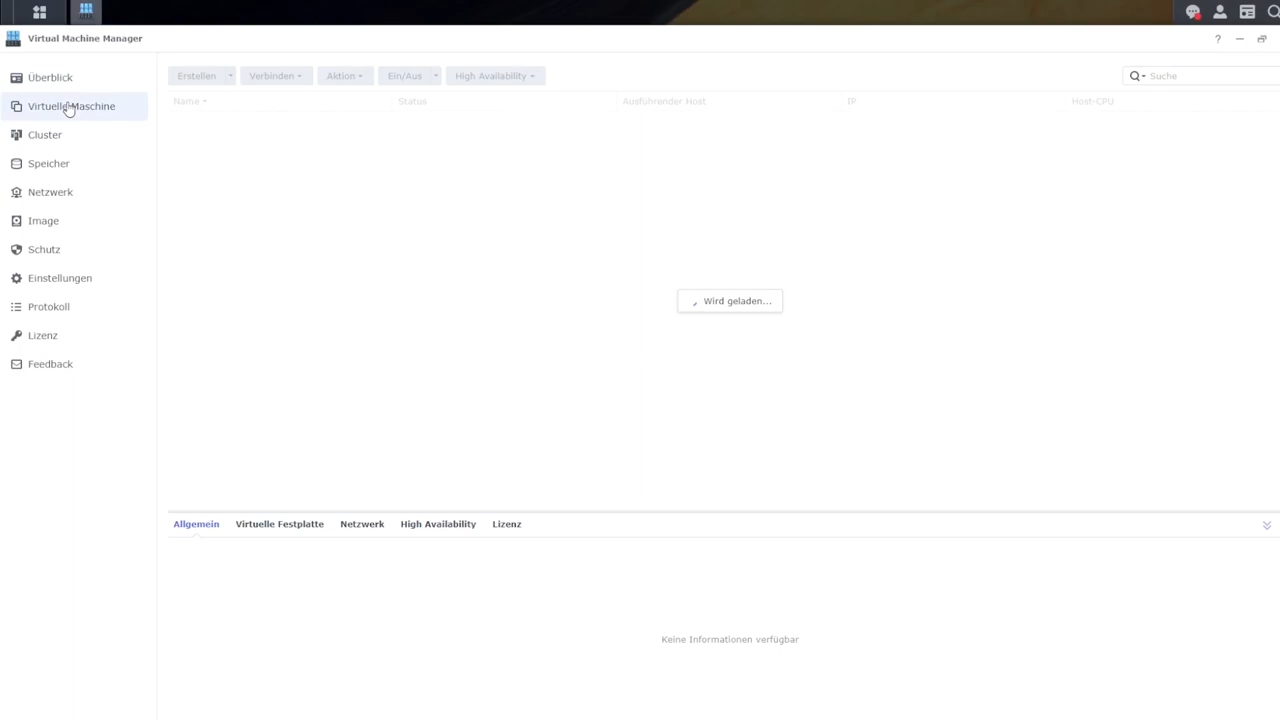 Virtual Machine Manager
Überblick
Virtuelle Maschine
Cluster
Speicher
Netzwerk
Image
Schutz
Einstellungen
Protokoll
Lizenz
Feedback
Erstellen Verbinden Aktion Ein/Aus High Availability Suche
Name Status Ausführender Host IP Host-CPU
Wird geladen...
Allgemein Virtuelle Festplatte Netzwerk High Availability Lizenz
Keine Informationen verfügbar